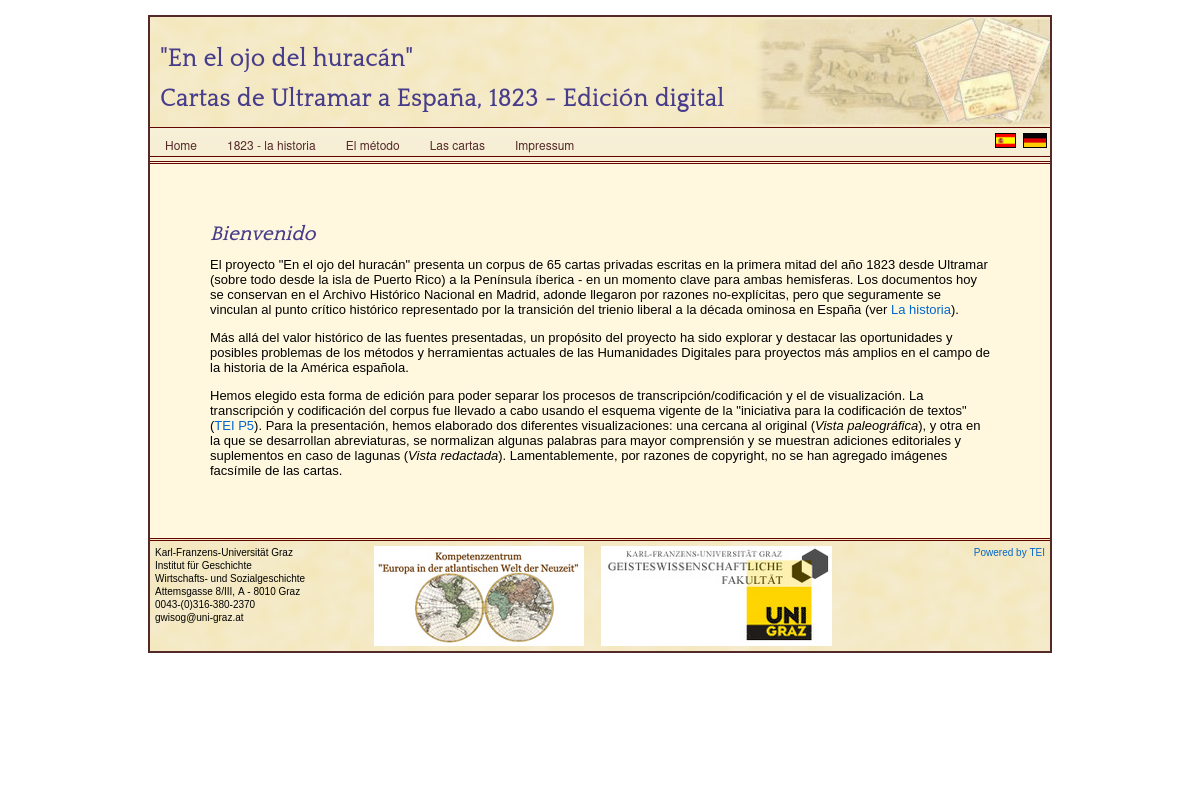 "En el ojo del huracán"
Cartas de Ultramar a España, 1823 - Edición digital
Home 1823 - la historia El método Las cartas Impressum
Bienvenido
El proyecto "En el ojo del huracán" presenta un corpus de 65 cartas privadas escritas en la primera mitad del año 1823 desde Ultramar
(sobre todo desde la isla de Puerto Rico) a la Península íberica - en un momento clave para ambas hemisferas. Los documentos hoy
se conservan en el Archivo Histórico Nacional en Madrid, adonde llegaron por razones no-explícitas, pero que seguramente se
vinculan al punto crítico histórico representado por la transición del trienio liberal a la década ominosa en España (ver La historia).
Más allá del valor histórico de las fuentes presentadas, un propósito del proyecto ha sido explorar y destacar las oportunidades y
posibles problemas de los métodos y herramientas actuales de las Humanidades Digitales para proyectos más amplios en el campo de
la historia de la América española.
Hemos elegido esta forma de edición para poder separar los procesos de transcripción/codificación y el de visualización. La
transcripción y codificación del corpus fue llevado a cabo usando el esquema vigente de la "iniciativa para la codificación de textos"
(TEI P5). Para la presentación, hemos elaborado dos diferentes visualizaciones: una cercana al original (Vista paleográfica), y otra en
la que se desarrollan abreviaturas, se normalizan algunas palabras para mayor comprensión y se muestran adiciones editoriales y
suplementos en caso de lagunas (Vista redactada). Lamentablemente, por razones de copyright, no se han agregado imágenes
facsímile de las cartas.
Karl-Franzens-Universität Graz
Institut für Geschichte
Wirtschafts- und Sozialgeschichte
Attemsgasse 8/III, A - 8010 Graz
0043-(0)316-380-2370
gwisog@uni-graz.at
Kompetenzzentrum
"Europa in der atlantischen Welt der Neuzeit"
KARL-FRANZENS-UNIVERSITÄT GRAZ
GEISTESWISSENSCHAFTLICHE
FAKULTÄT
UNI
GRAZ
Powered by TEI